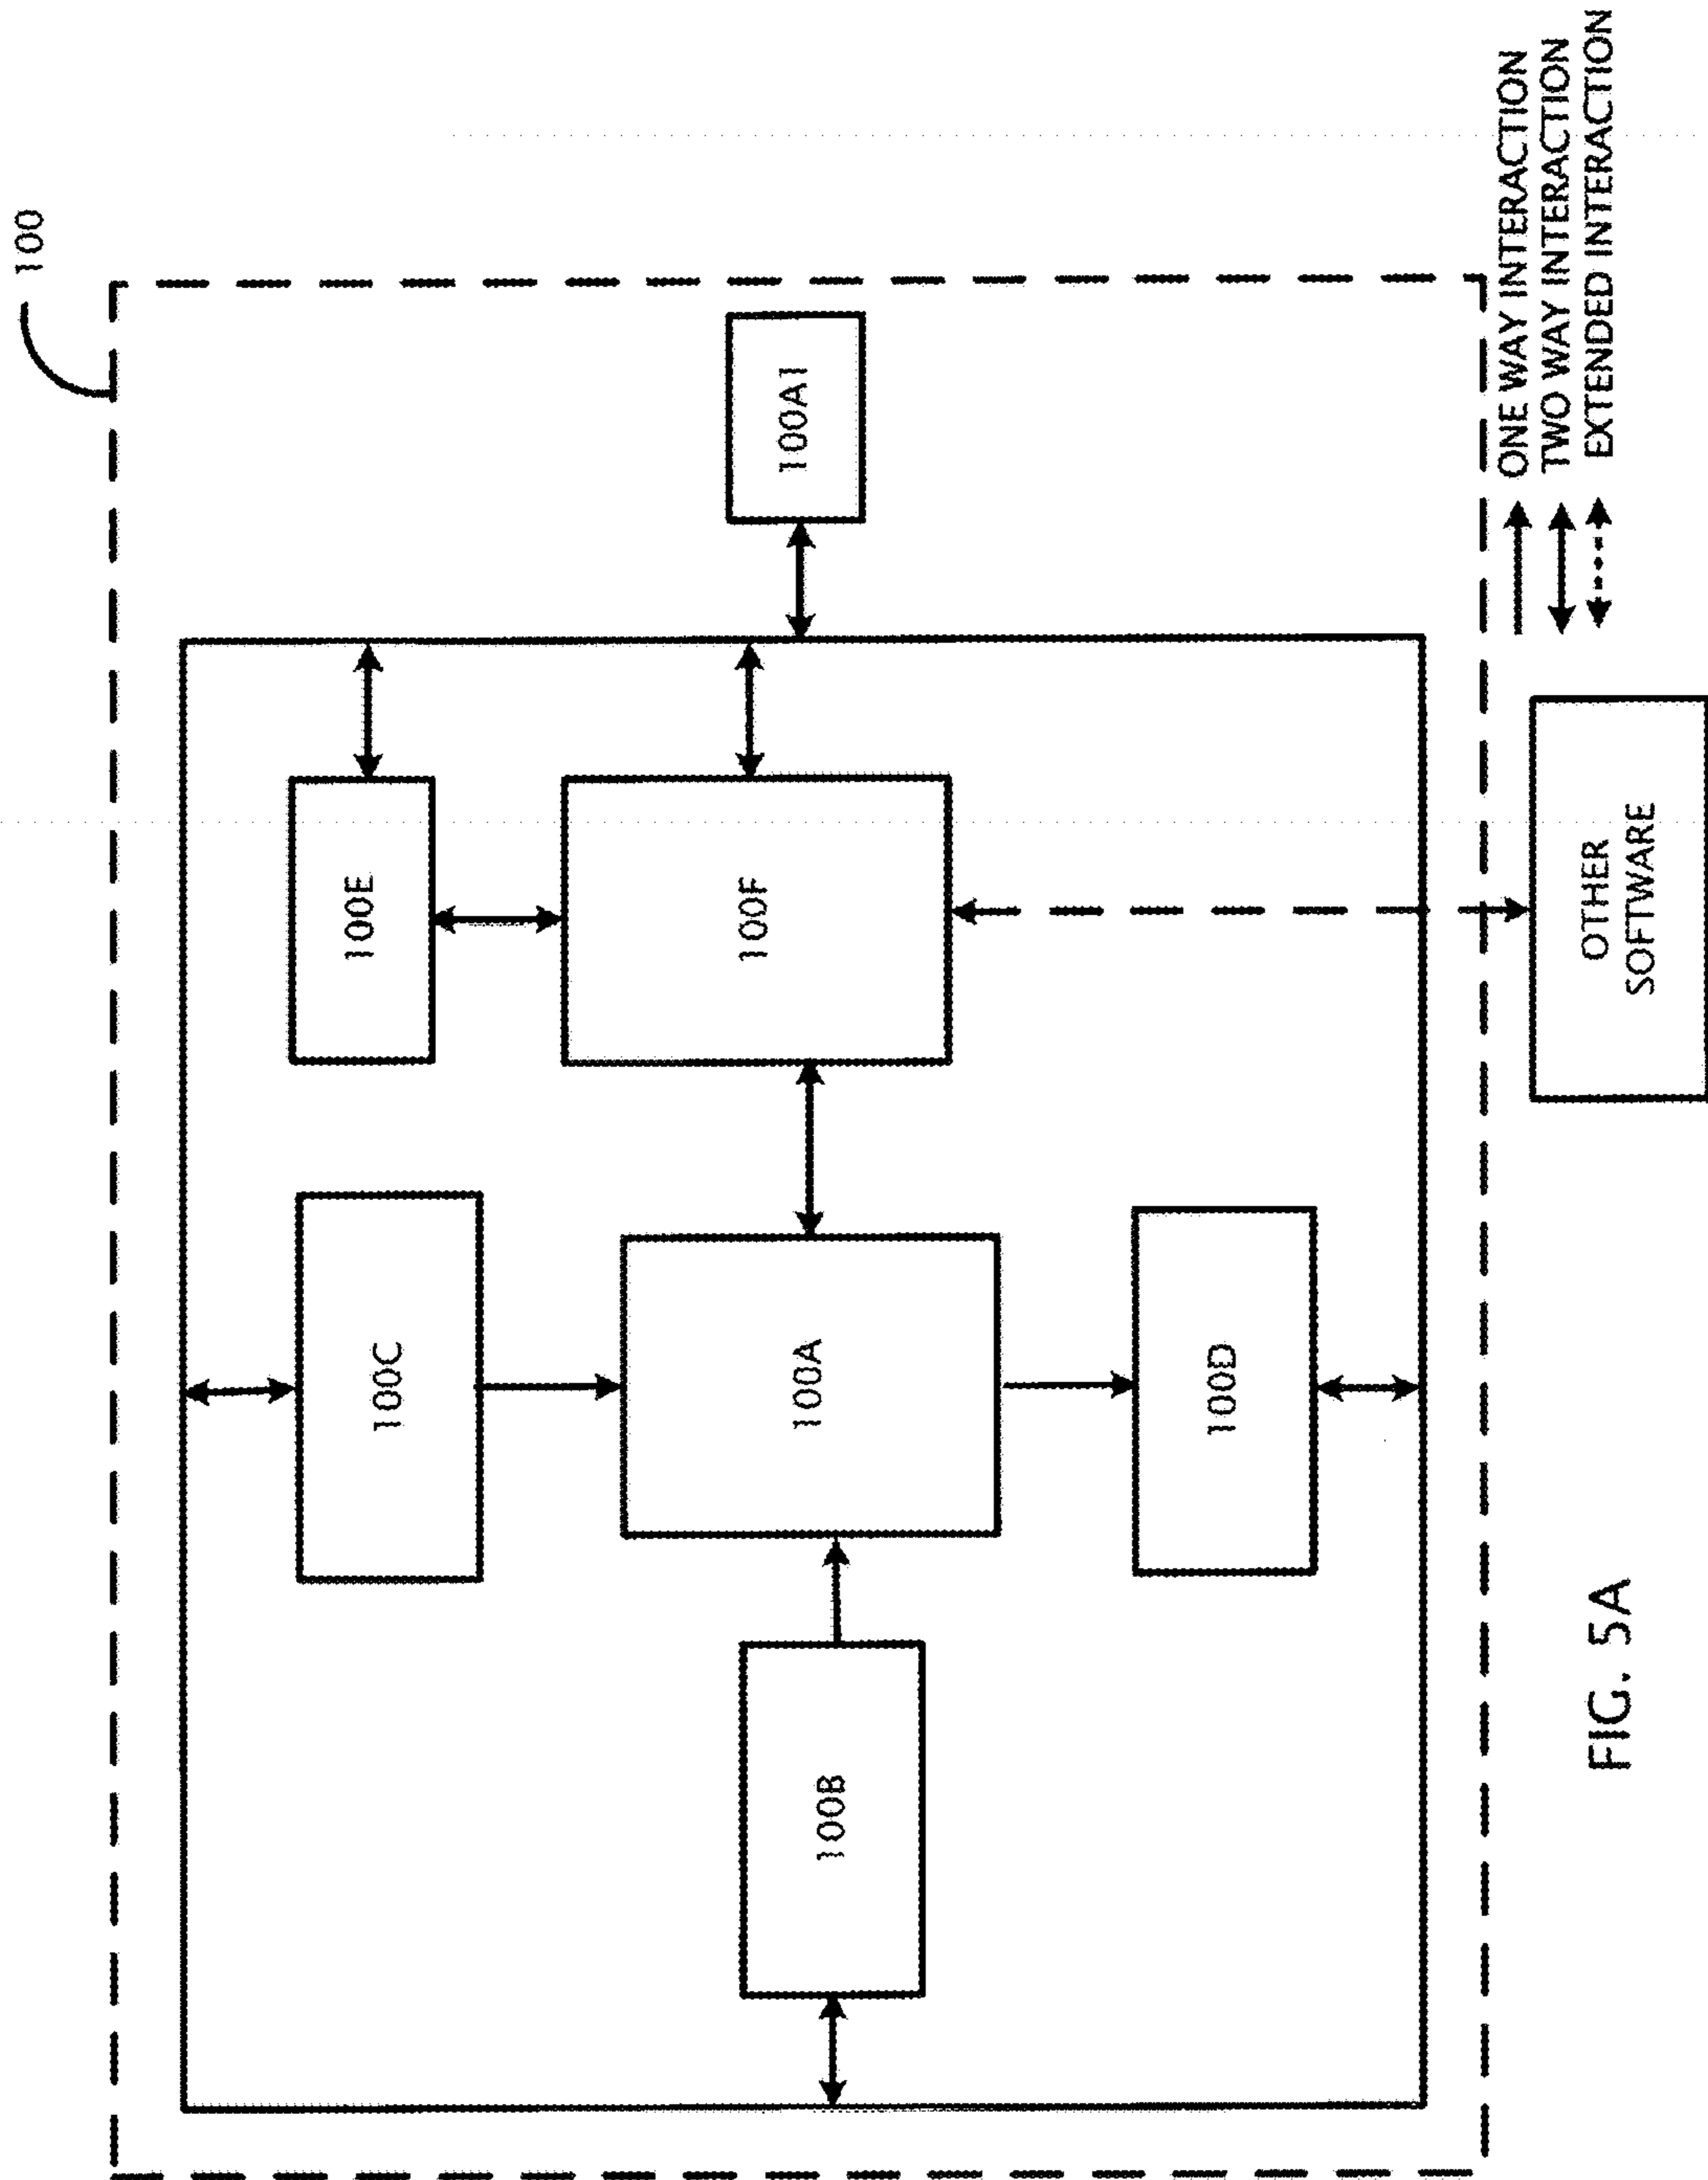 100
100C
100E
100B
100A
100F
100A1
100D
OTHER
SOFTWARE
ONE WAY INTERACTION
TWO WAY INTERACTION
EXTENDED INTERACTION
FIG. 5A